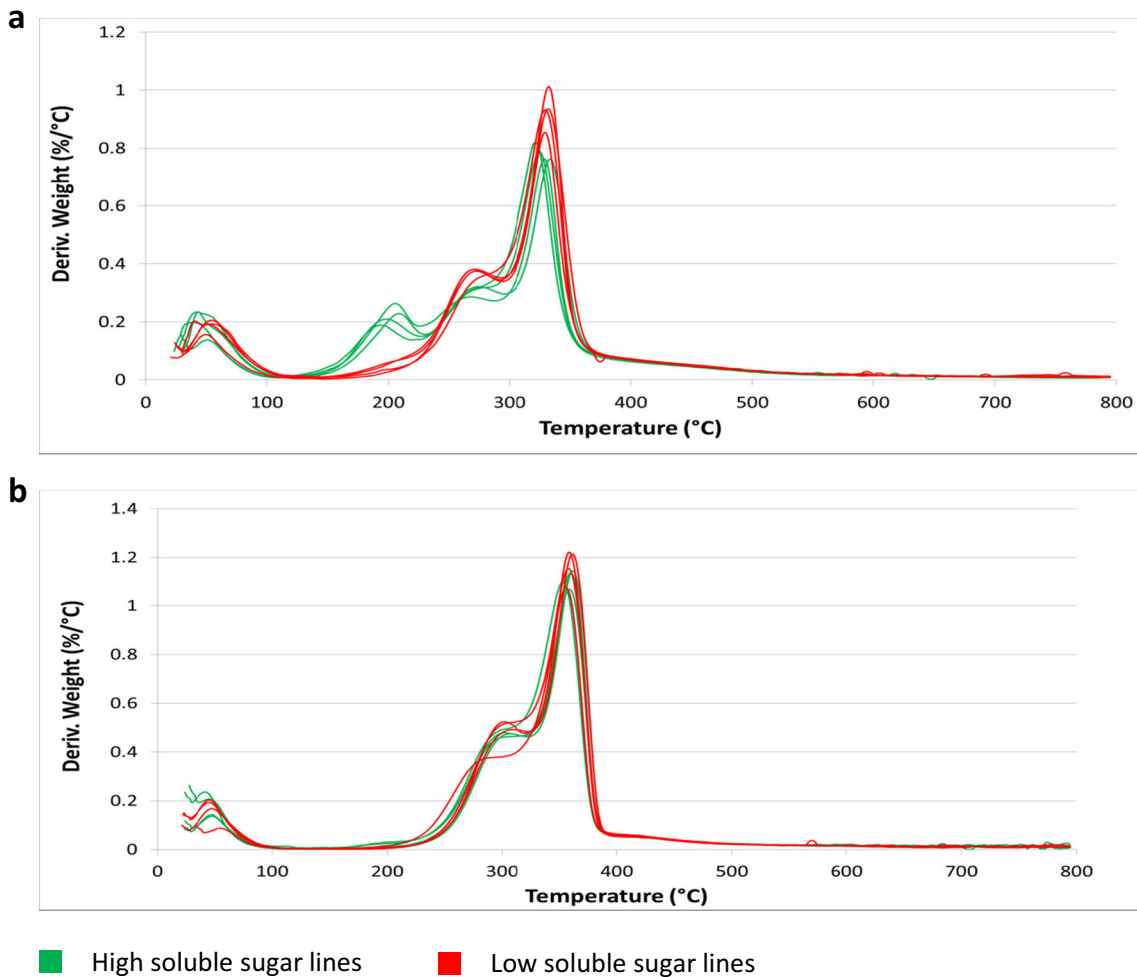 a
1.2
1
0.8
0.6
0.4
0.2
0
Deriv. Weight (%/°C)
0 100 200 300 400 500 600 700 800
Temperature (°C)
b
1.4
1.2
1
0.8
0.6
0.4
0.2
0
Deriv. Weight (%/°C)
0 100 200 300 400 500 600 700 800
Temperature (°C)
High soluble sugar lines Low soluble sugar lines